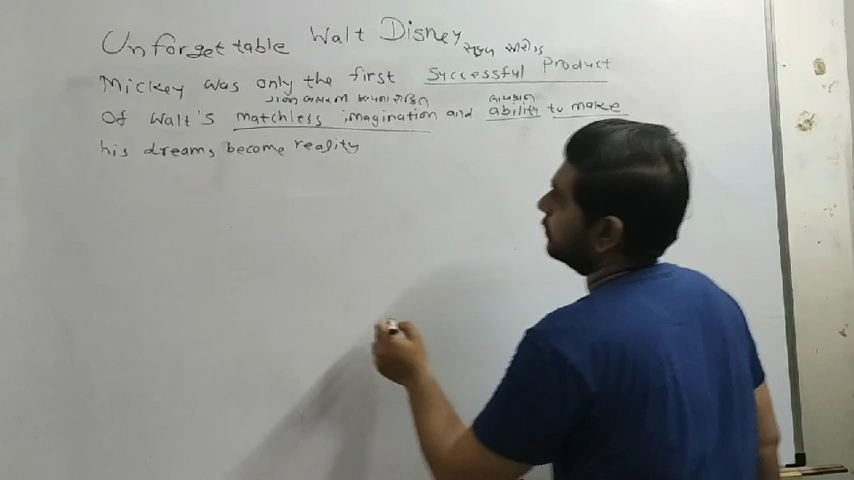 Unforgettable Walt Disney
Mickey was only the first Successful Product
of Walt's matchless imagination and ability to make
his dreams become reality